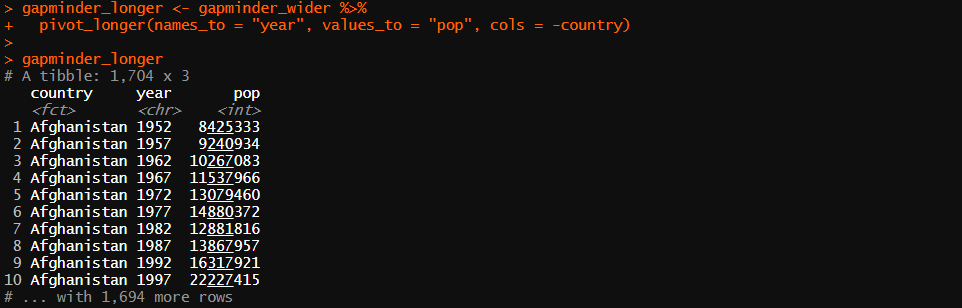 > gapminder_longer <- gapminder_wider %>%
+   pivot_longer(names_to = "year", values_to = "pop", cols = -country)
>
> gapminder_longer
# A tibble: 1,704 x 3
   country     year       pop
   <fct>       <chr>    <int>
 1 Afghanistan 1952   8425333
 2 Afghanistan 1957   9240934
 3 Afghanistan 1962  10267083
 4 Afghanistan 1967  11537966
 5 Afghanistan 1972  13079460
 6 Afghanistan 1977  14880372
 7 Afghanistan 1982  12881816
 8 Afghanistan 1987  13867957
 9 Afghanistan 1992  16317921
10 Afghanistan 1997  22227415
# ... with 1,694 more rows